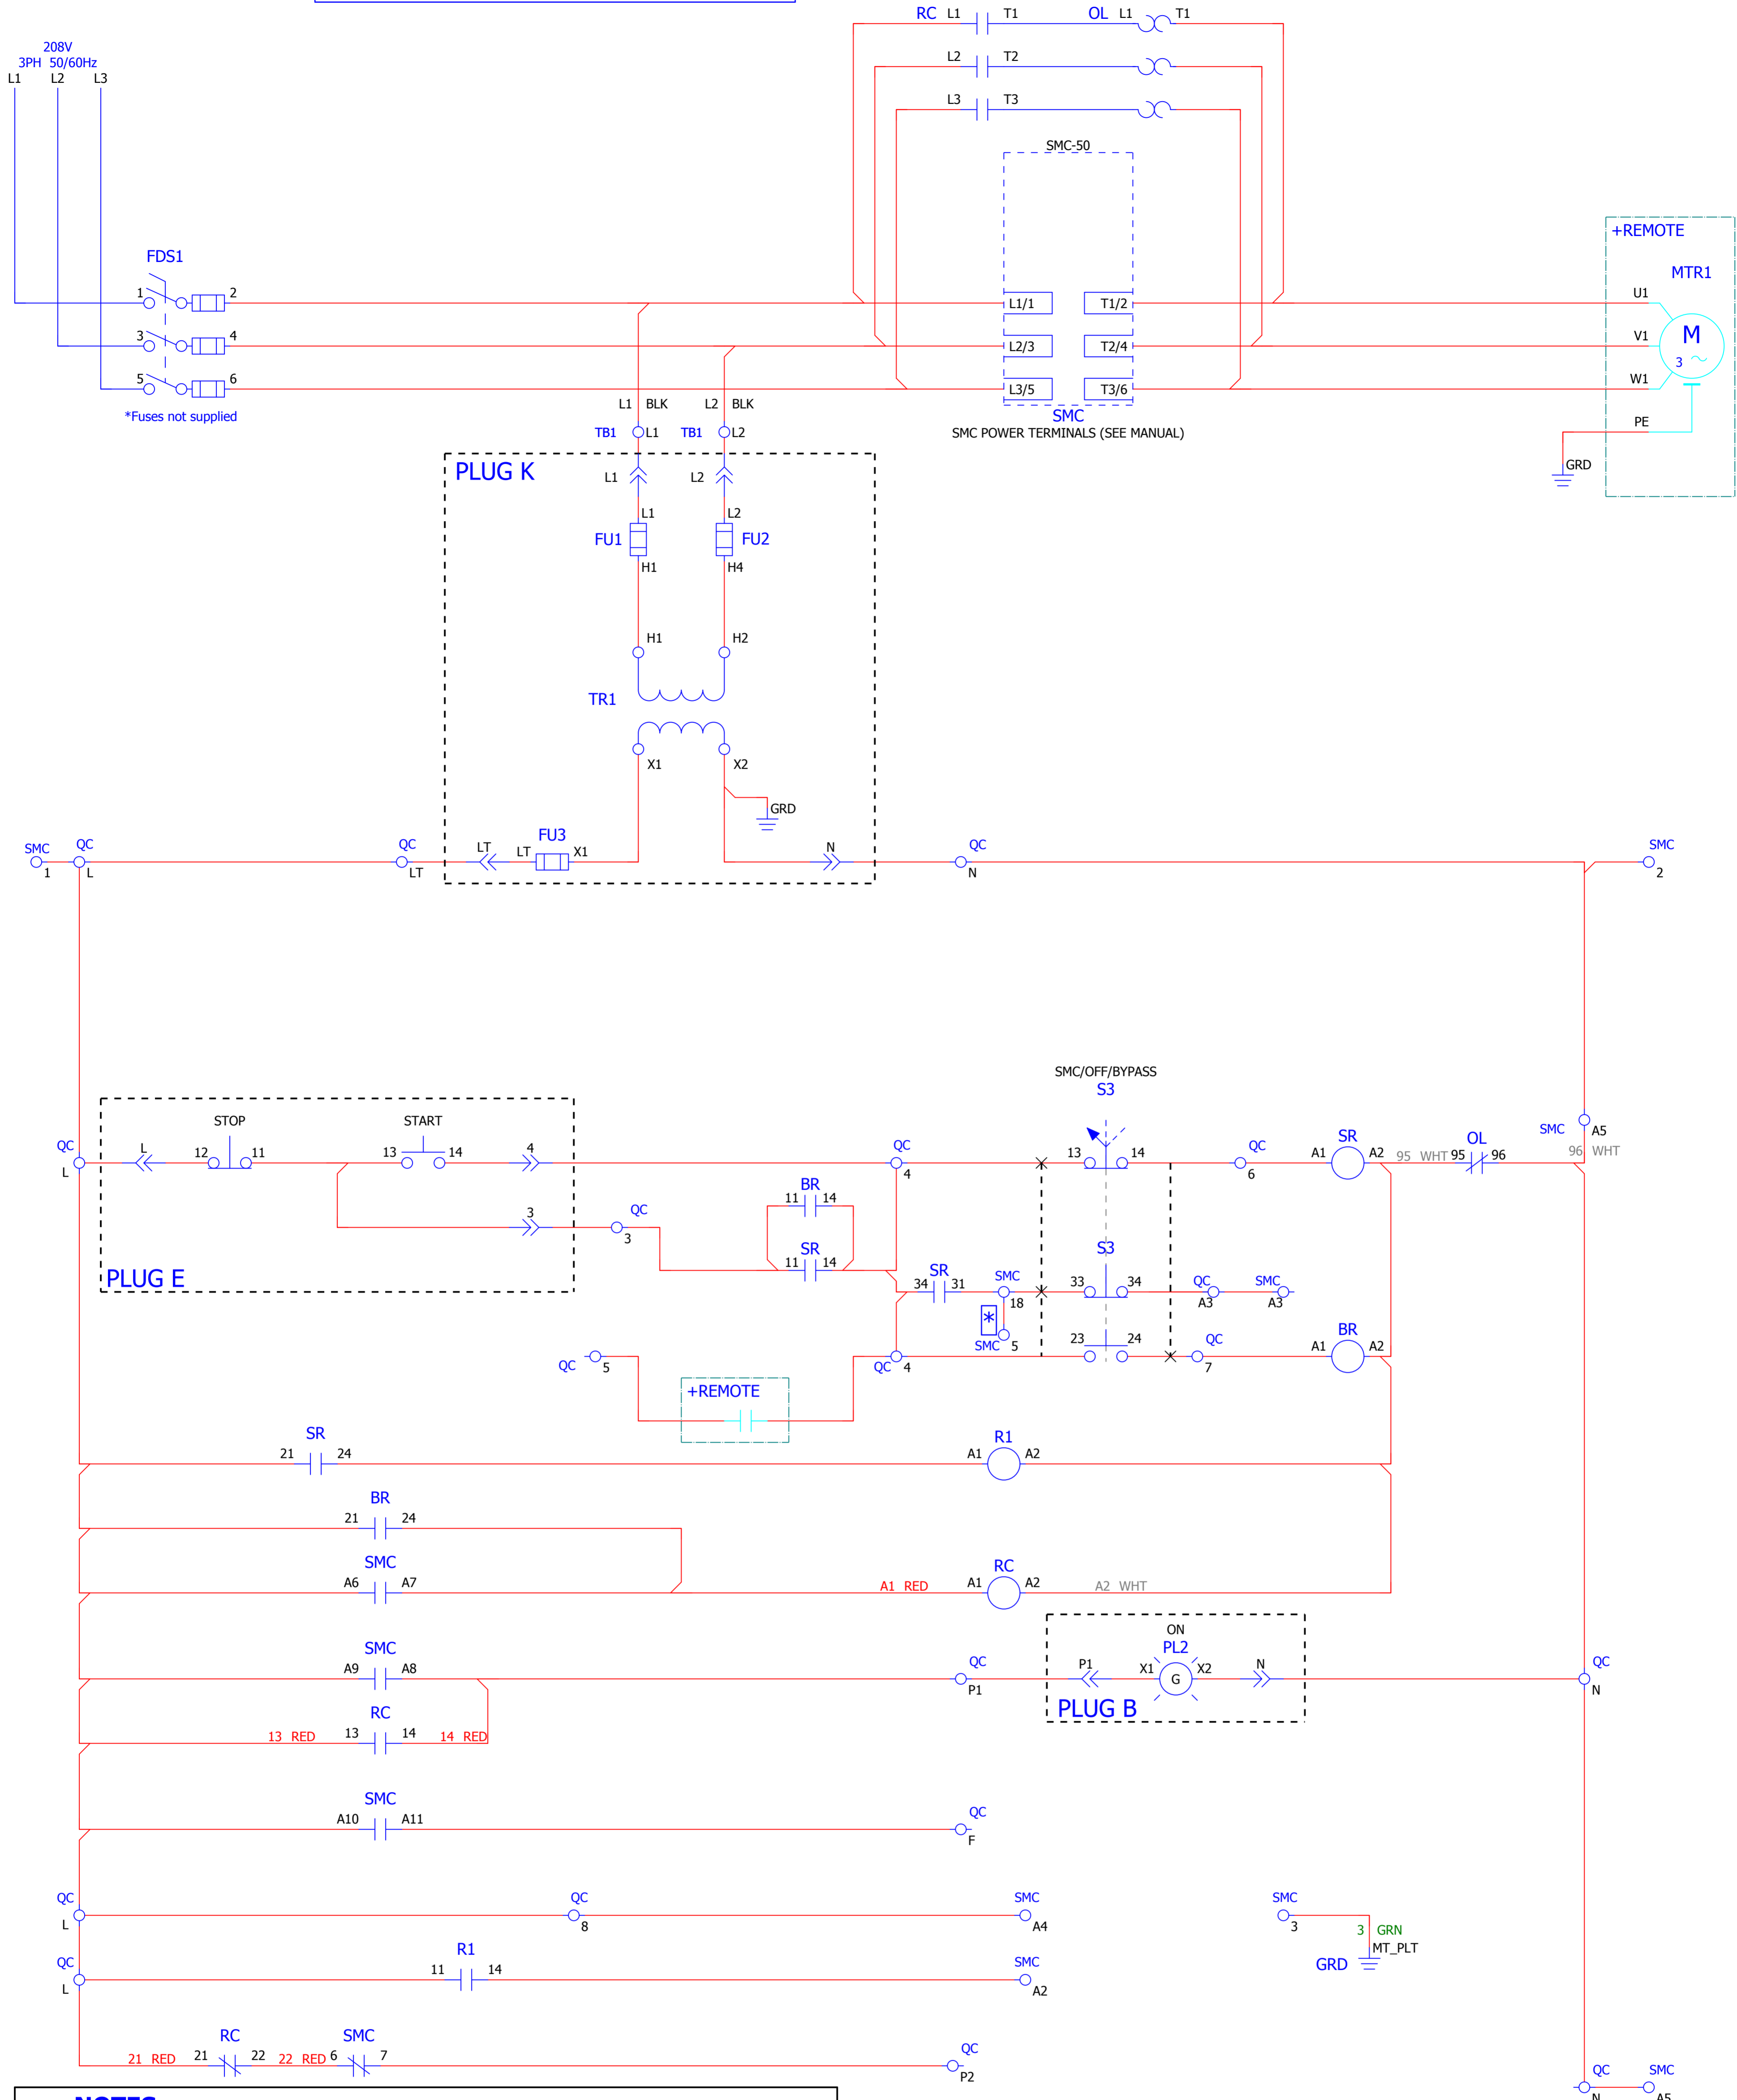 RC L1 T1 OL L1 T1
208V
3PH 50/60Hz
L1 L2 L3
L2 T2
L3 T3
SMC-50
+REMOTE
MTR1
FDS1
1 2 L1/1 T1/2 U1
3 4 L2/3 T2/4 V1 M
3
5 6 L3/5 T3/6 W1
*Fuses not supplied
L1 BLK L2 BLK
SMC
SMC POWER TERMINALS (SEE MANUAL)
PE
TB1 L1 TB1 L2
GRD
PLUG K
L1 L2
L1 L2
FU1 FU2
H1 H4
H1 H2
TR1
X1 X2
GRD
SMC QC QC FU3 QC SMC
LT LT X1 N
1 L LT N 2
SMC/OFF/BYPASS
S3
STOP START
QC L 12 11 13 14 4 QC 13 14 QC SR OL SMC A5
L 4 6 A1 A2 95 WHT 95 96 96 WHT
BR
11 14
3 QC
3
SR
11 14
S3
PLUG E
SR SMC QC SMC
34 31 18 33 34 A3 A3
*
SMC 5
23 24 QC BR
QC 5 QC 4 7 A1 A2
+REMOTE
SR R1
21 24 A1 A2
BR
21 24
SMC RC
A6 A7 A1 RED A1 A2 A2 WHT
ON
SMC PL2
A9 A8 QC P1 X1 G X2 N QC
P1 N
PLUG B
RC
13 RED 13 14 14 RED
SMC
A10 A11 QC
F
QC QC SMC SMC
L 8 A4 3
3 GRN
MT_PLT
GRD
QC R1 SMC
L 11 14 A2
RC SMC
21 RED 21 22 22 RED 6 7 QC
P2
QC SMC
N A5
NOTES